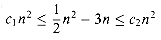 c₁n² ≤ ½n² − 3n ≤ c₂n²